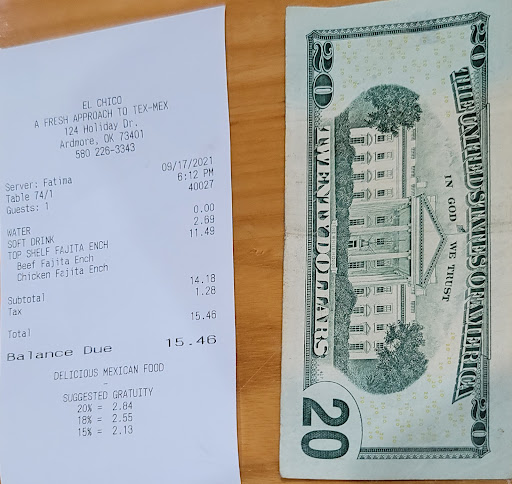 EL CHICO
A FRESH APPROACH TO TEX-MEX
124 Holiday Dr.
Ardmore, OK 73401
580 226-3343
Server: Fatima 09/17/2021
Table 74/1 6:12 PM
Guests: 1 40027
WATER 0.00
SOFT DRINK 2.69
TOP SHELF FAJITA ENCH 11.49
Beef Fajita Ench
Chicken Fajita Ench
Subtotal 14.18
Tax 1.28
Total 15.46
Balance Due 15.46
DELICIOUS MEXICAN FOOD
-
SUGGESTED GRATUITY
20% = 2.84
18% = 2.55
15% = 2.13
20
THE UNITED STATES OF AMERICA
20
IN GOD WE TRUST
20
TWENTY DOLLARS
20